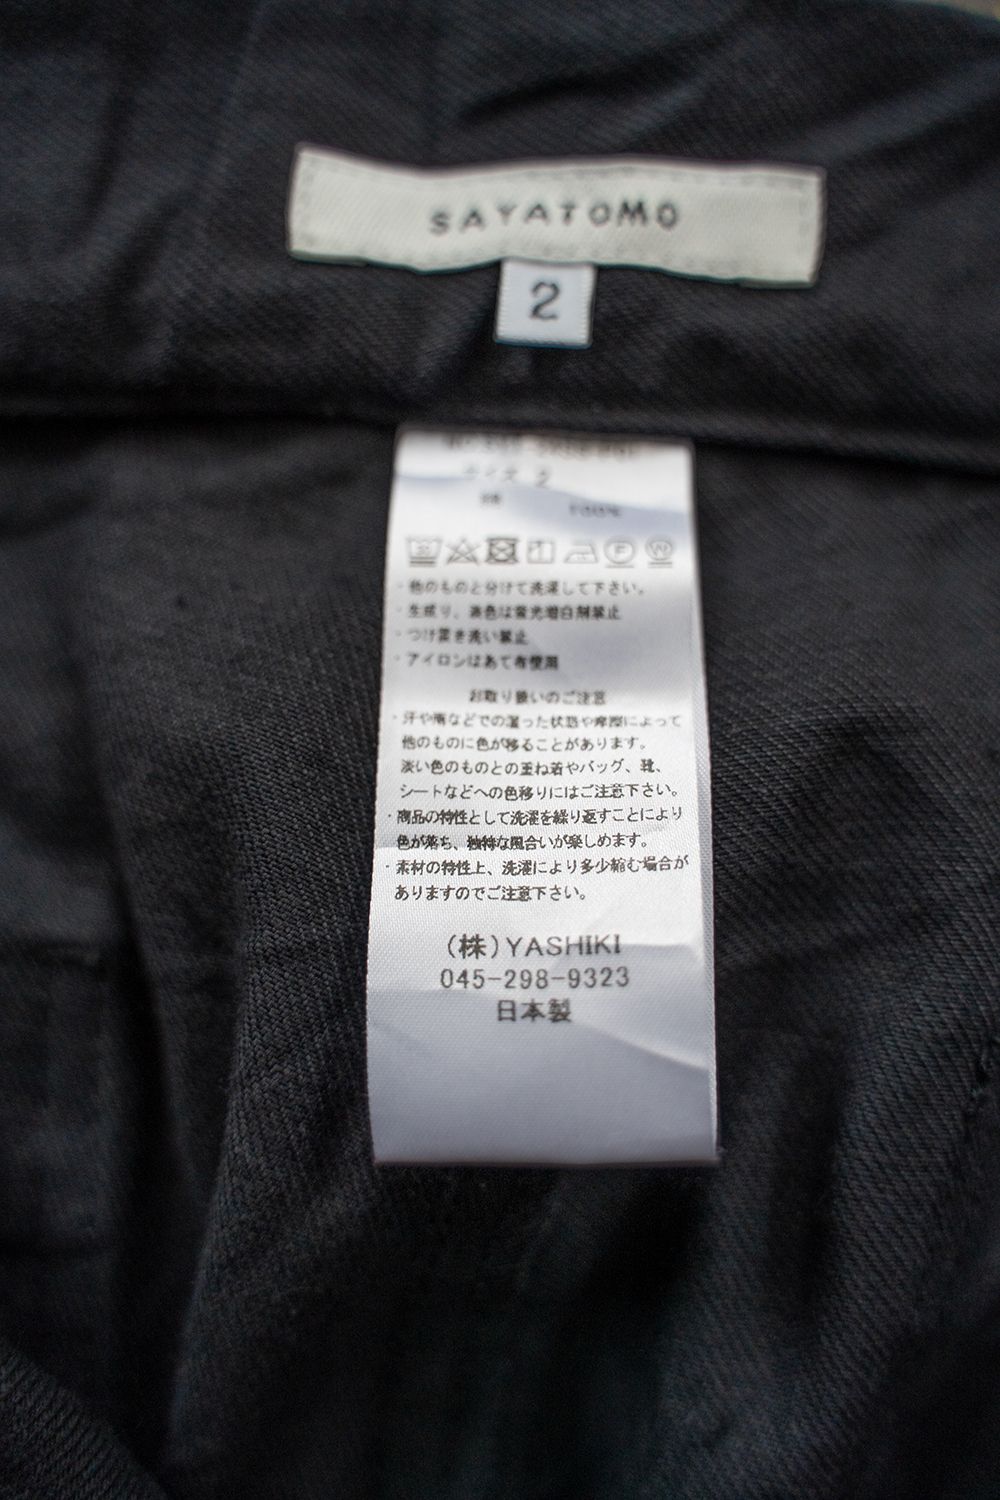 SAYATOMO
2
サイズ 2
綿 100%
・他のものと分けて洗濯して下さい。
・生成り、淡色は蛍光増白剤禁止
・つけ置き洗い禁止
・アイロンはあて布使用
お取り扱いのご注意
・汗や雨などでの湿った状態や摩擦によって
他のものに色が移ることがあります。
淡い色のものとの重ね着やバッグ、靴、
シートなどへの色移りにはご注意下さい。
・商品の特性として洗濯を繰り返すことにより
色が落ち、独特な風合いが楽しめます。
・素材の特性上、洗濯により多少縮む場合が
ありますのでご注意下さい。
(株)YASHIKI
045-298-9323
日本製